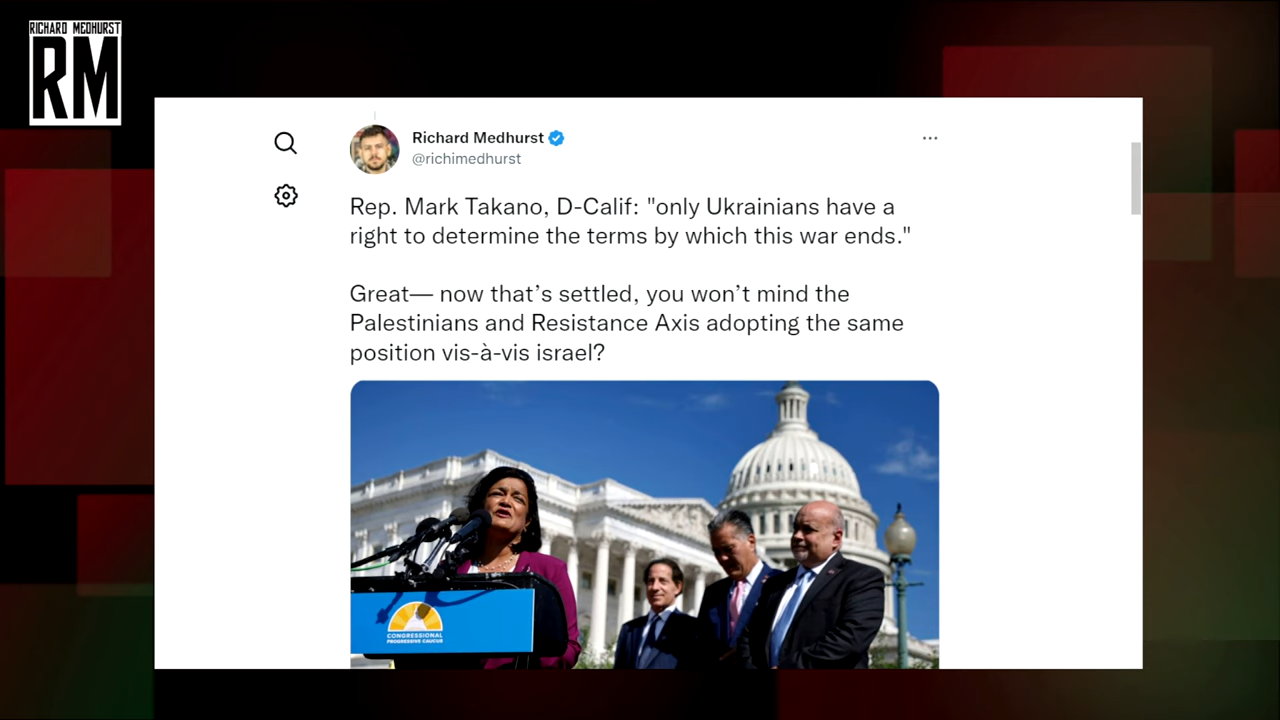 RICHARD MEDHURST
RM
Richard Medhurst
@richimedhurst
Rep. Mark Takano, D-Calif: "only Ukrainians have a
right to determine the terms by which this war ends."
Great— now that’s settled, you won’t mind the
Palestinians and Resistance Axis adopting the same
position vis-à-vis israel?
CONGRESSIONAL
PROGRESSIVE CAUCUS